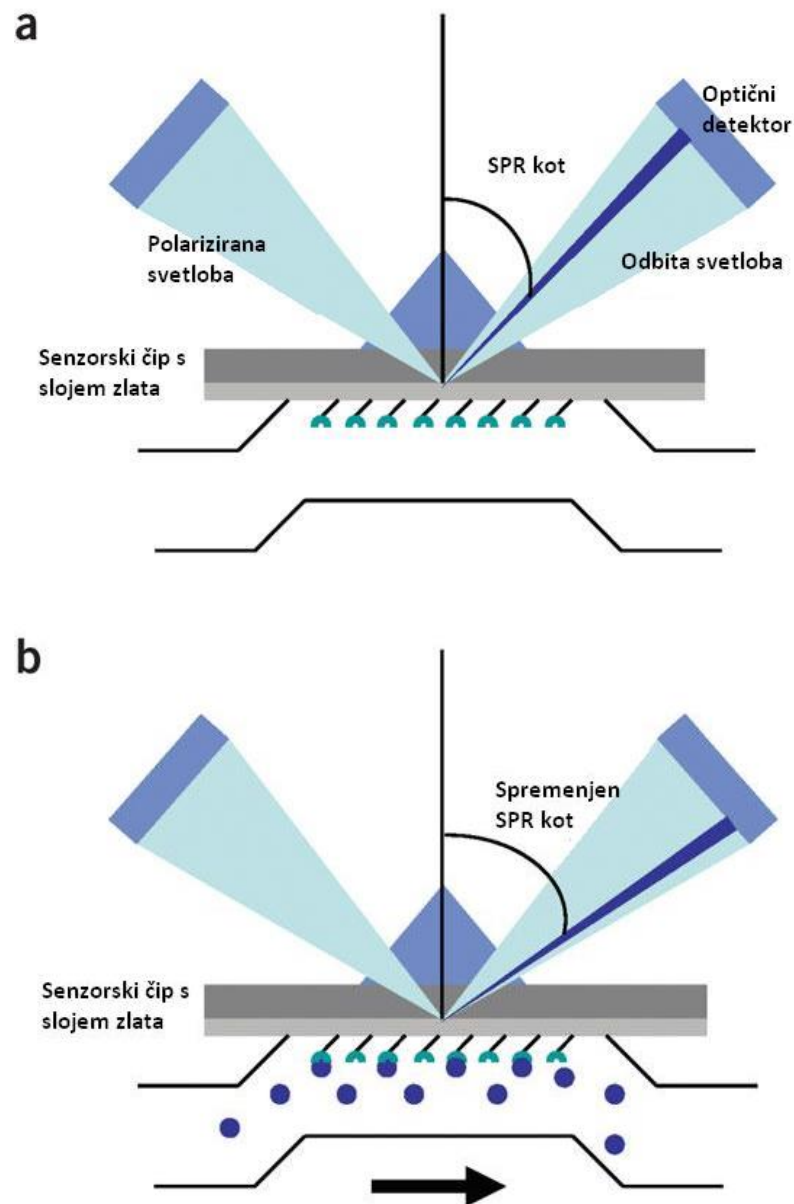 a
Optični
detektor
SPR kot
Polarizirana
svetloba
Odbita svetloba
Senzorski čip s
slojem zlata
b
Spremenjen
SPR kot
Senzorski čip s
slojem zlata